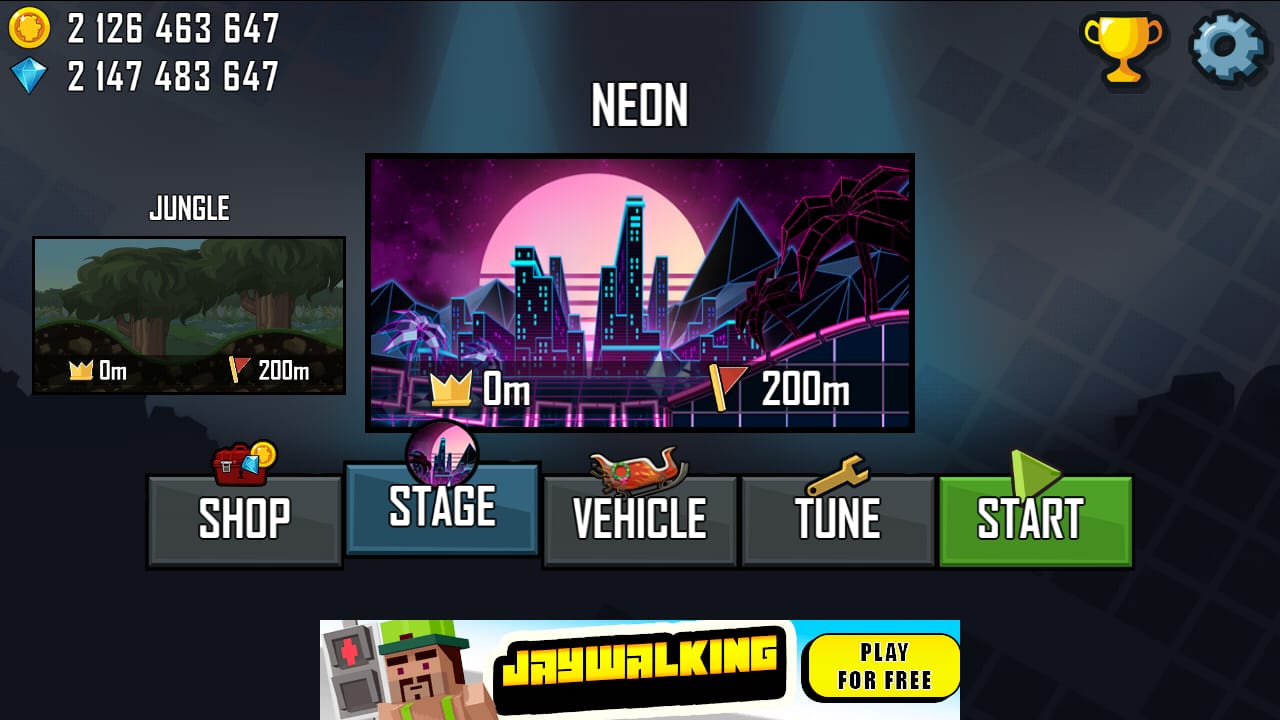 2 126 463 647
2 147 483 647
NEON
JUNGLE
0m
200m
0m
200m
SHOP
STAGE
VEHICLE
TUNE
START
JAYWALKING
PLAY
FOR FREE